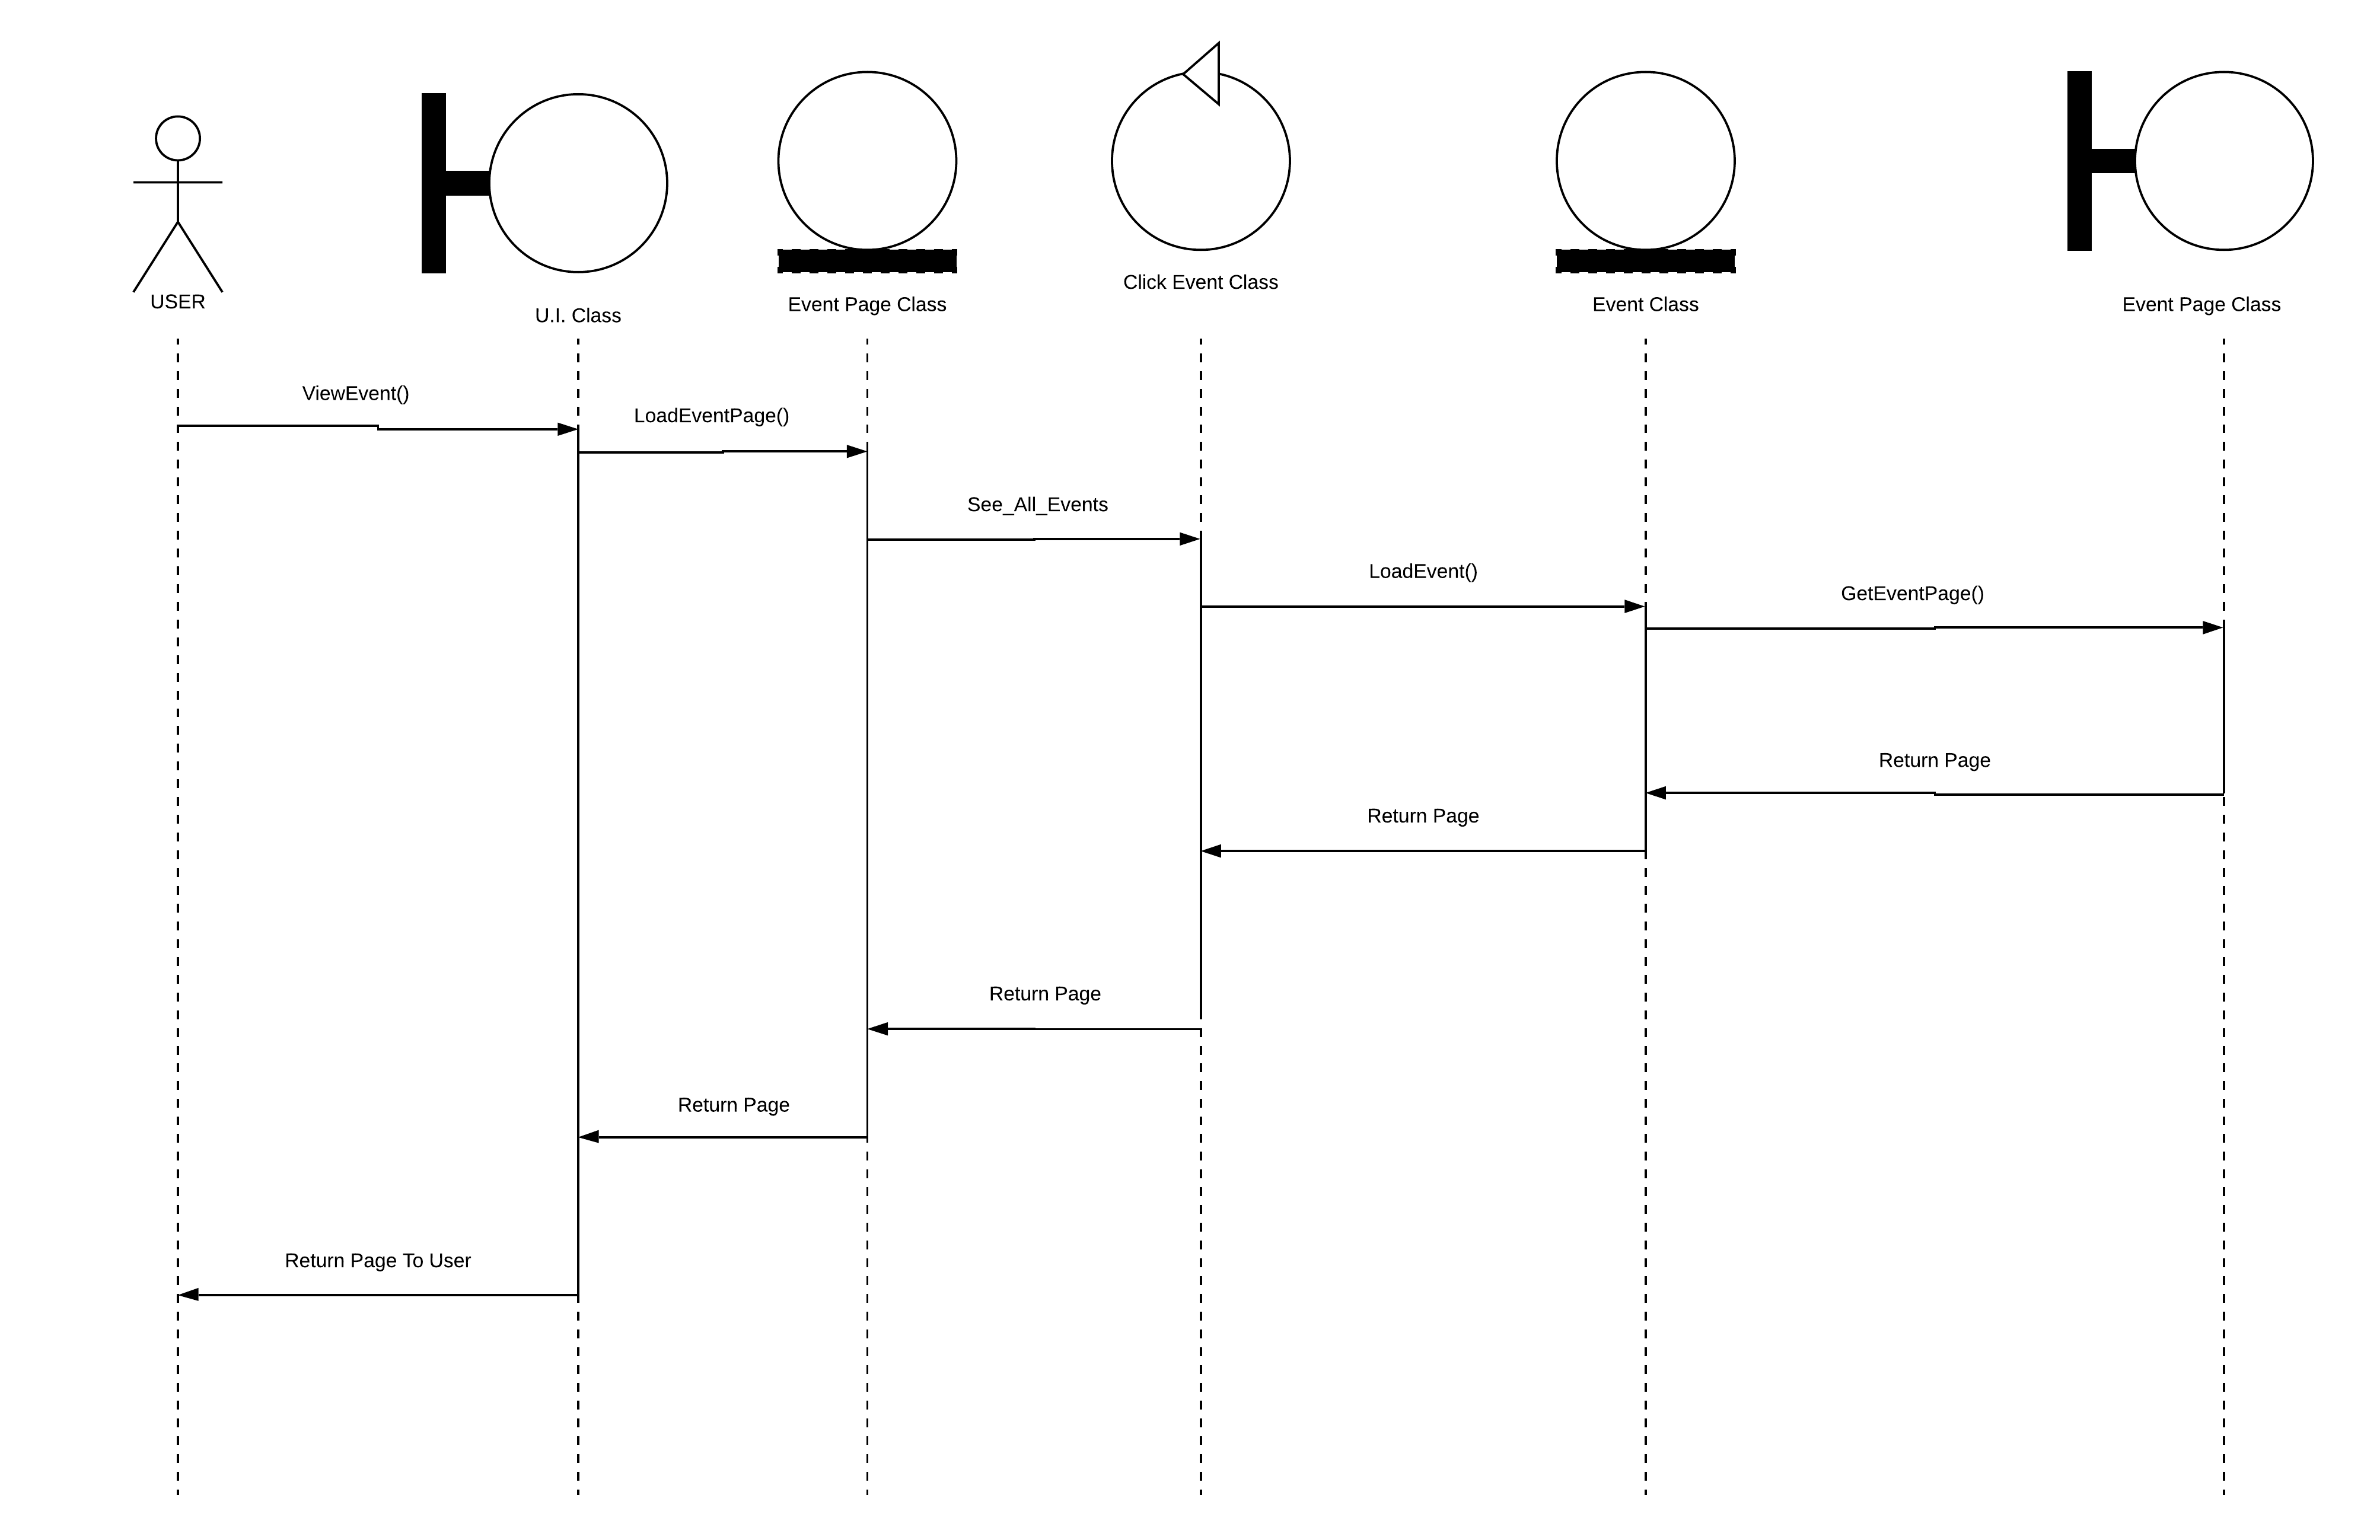 USER
U.I. Class
Event Page Class
Click Event Class
Event Class
Event Page Class
ViewEvent()
LoadEventPage()
See_All_Events
LoadEvent()
GetEventPage()
Return Page
Return Page
Return Page
Return Page
Return Page To User